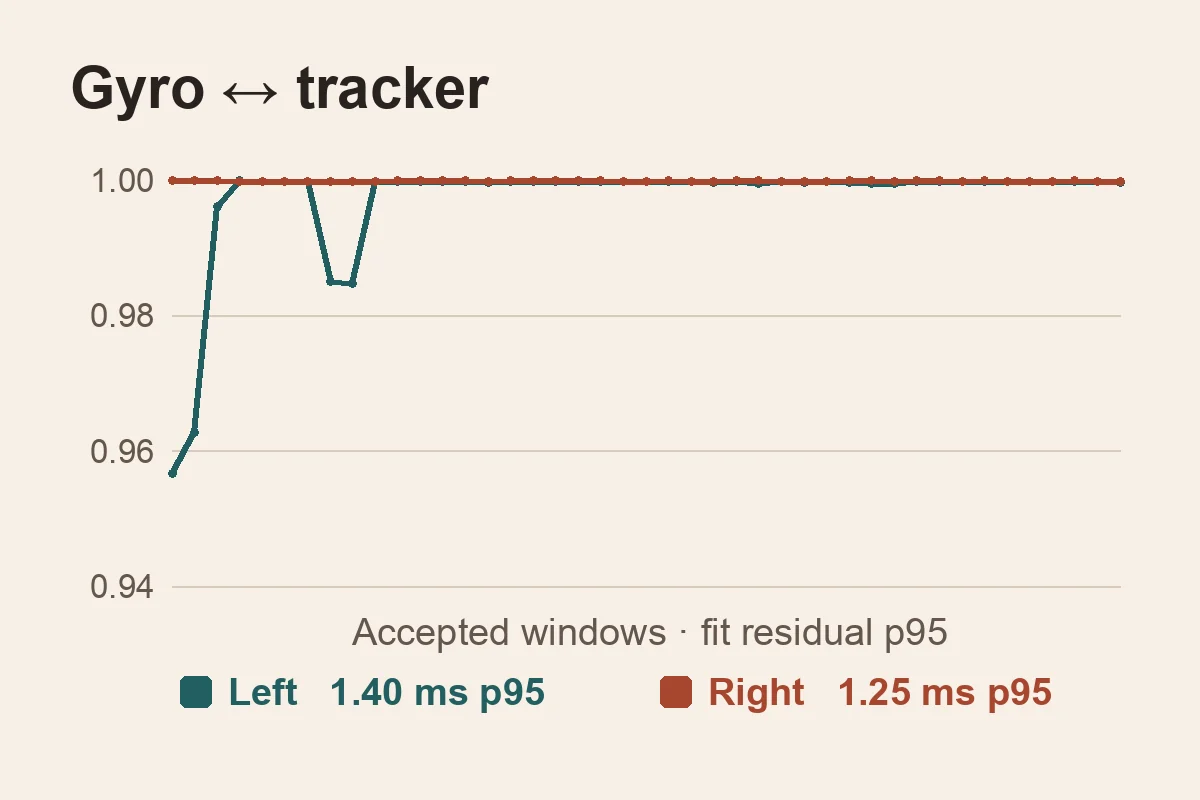 Gyro ↔ tracker
1.00
0.98
0.96
0.94
Accepted windows · fit residual p95
Left 1.40 ms p95 Right 1.25 ms p95